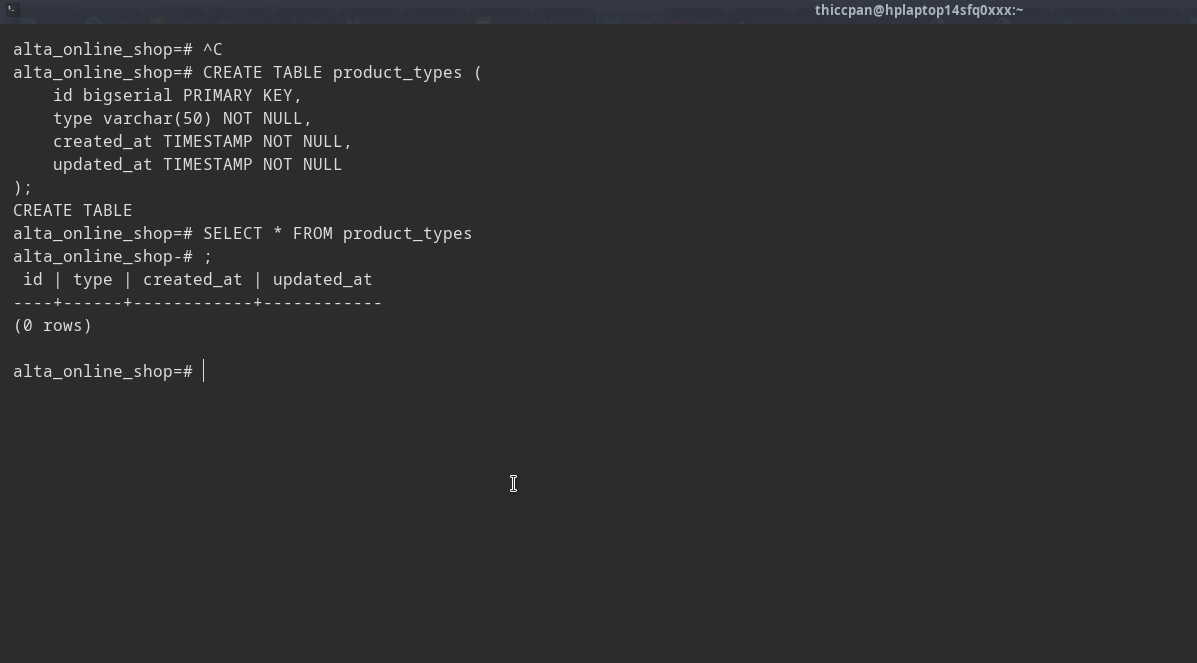 thiccpan@hplaptop14sfq0xxx:~
alta_online_shop=# ^C
alta_online_shop=# CREATE TABLE product_types (
    id bigserial PRIMARY KEY,
    type varchar(50) NOT NULL,
    created_at TIMESTAMP NOT NULL,
    updated_at TIMESTAMP NOT NULL
);
CREATE TABLE
alta_online_shop=# SELECT * FROM product_types
alta_online_shop-# ;
 id | type | created_at | updated_at
----+------+------------+------------
(0 rows)
alta_online_shop=#